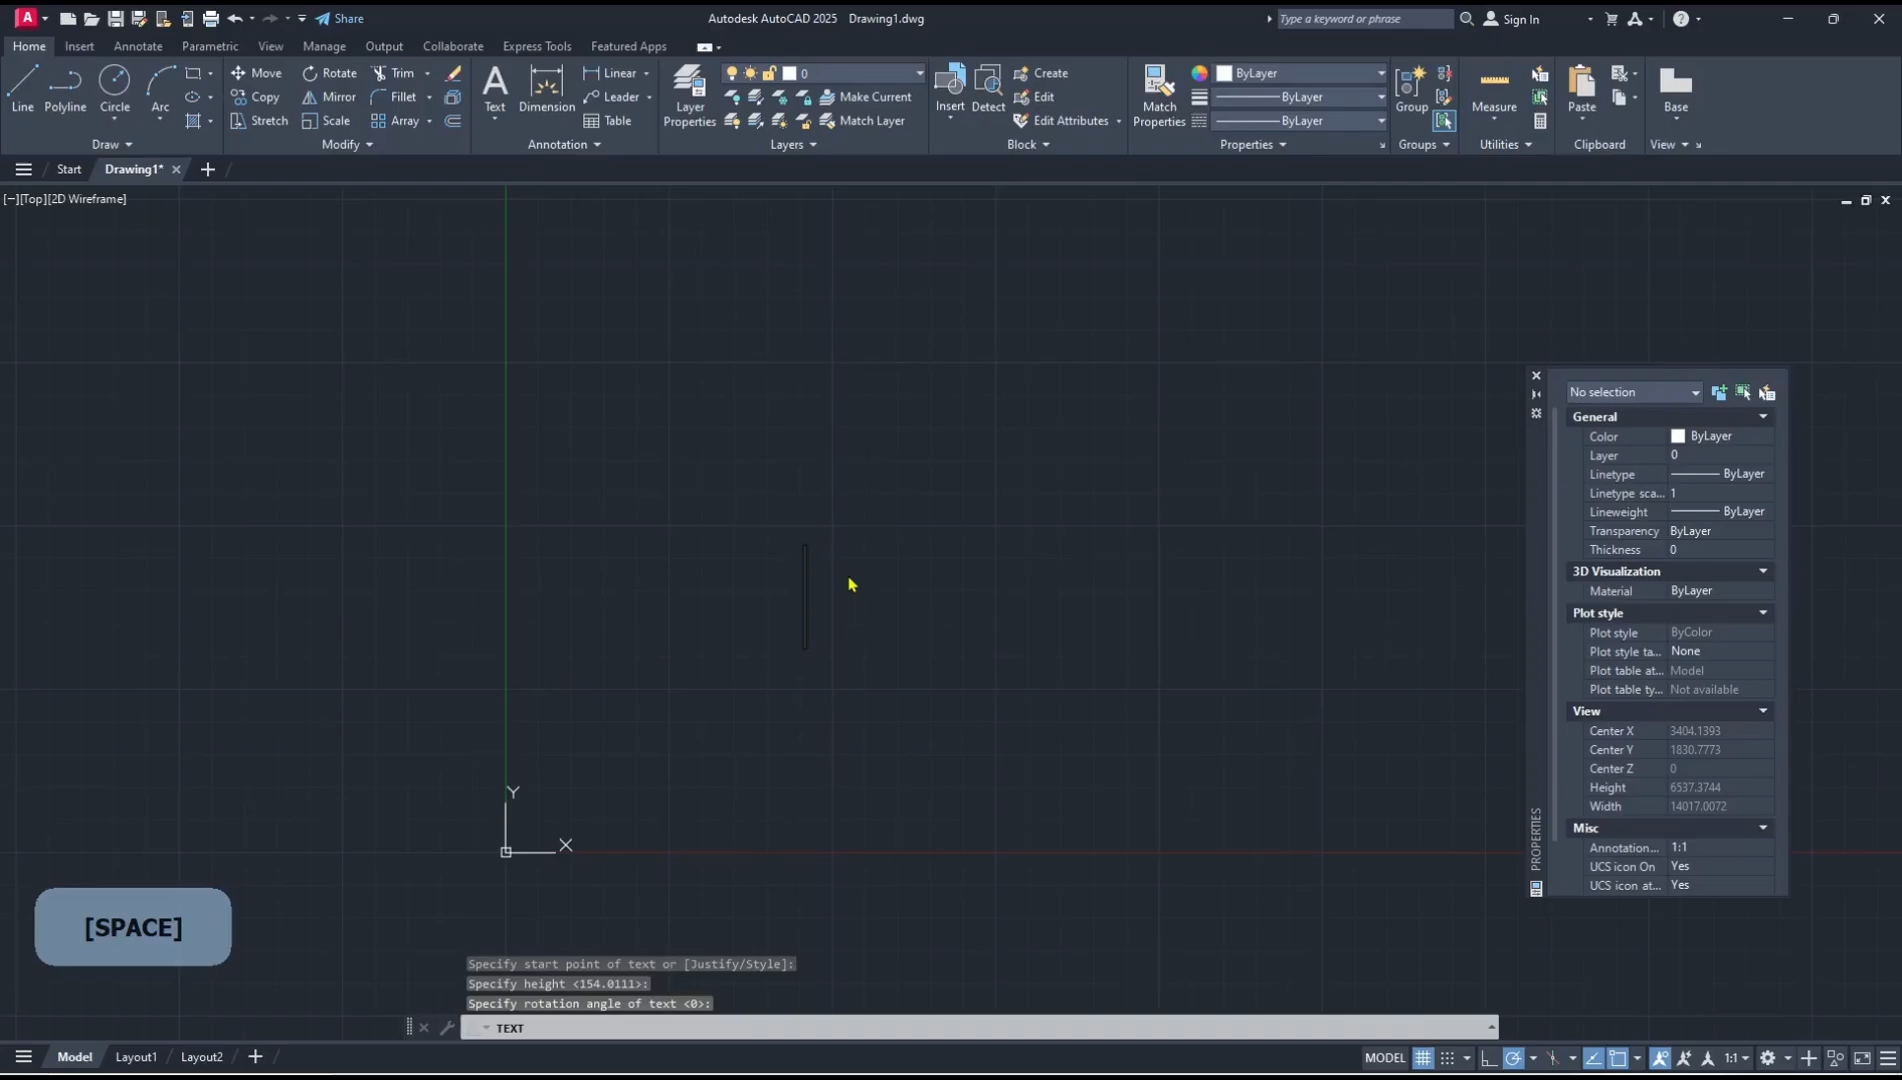 Share
Autodesk AutoCAD 2025 Drawing1.dwg
Type a keyword or phrase
Sign In
Home Insert Annotate Parametric View Manage Output Collaborate Express Tools Featured Apps
Line Polyline Circle Arc
Move Rotate Trim
Copy Mirror Fillet
Stretch Scale Array
Text Dimension
Linear
Leader
Table
Layer Properties
0
Make Current
Match Layer
Insert Detect
Create
Edit
Edit Attributes
Match Properties
ByLayer
ByLayer
ByLayer
Group
Measure
Paste
Base
Draw Modify Annotation Layers Block Properties Groups Utilities Clipboard View
Start Drawing1*
[−][Top][2D Wireframe]
No selection
General
Color ByLayer
Layer 0
Linetype ByLayer
Linetype sca... 1
Lineweight ByLayer
Transparency ByLayer
Thickness 0
3D Visualization
Material ByLayer
Plot style
Plot style ByColor
Plot style ta... None
Plot table at... Model
Plot table ty... Not available
View
Center X 3404.1393
Center Y 1830.7773
Center Z 0
Height 6537.3744
Width 14017.0072
Misc
Annotation... 1:1
UCS icon On Yes
UCS icon at... Yes
PROPERTIES
Y
X
[SPACE]
Specify start point of text or [Justify/Style]:
Specify height <154.0111>:
Specify rotation angle of text <0>:
TEXT
Model Layout1 Layout2
MODEL
1:1